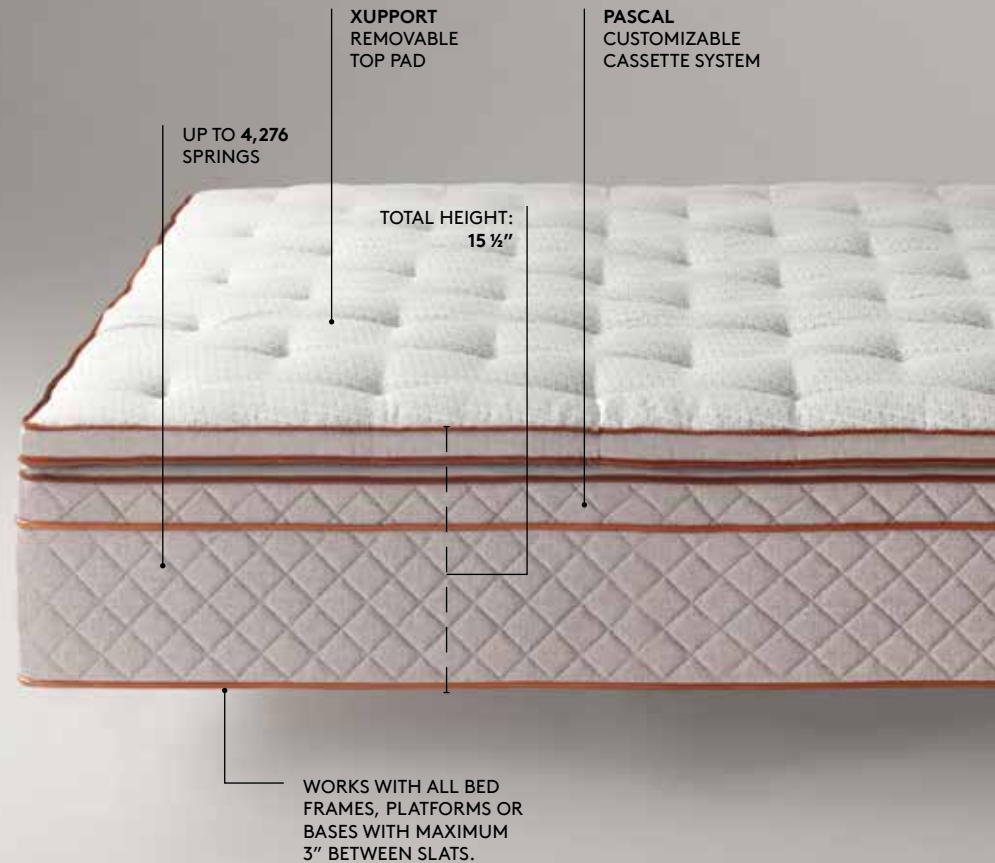 XUPPORT
REMOVABLE
TOP PAD
PASCAL
CUSTOMIZABLE
CASSETTE SYSTEM
UP TO 4,276
SPRINGS
TOTAL HEIGHT:
15 ½”
WORKS WITH ALL BED
FRAMES, PLATFORMS OR
BASES WITH MAXIMUM
3” BETWEEN SLATS.